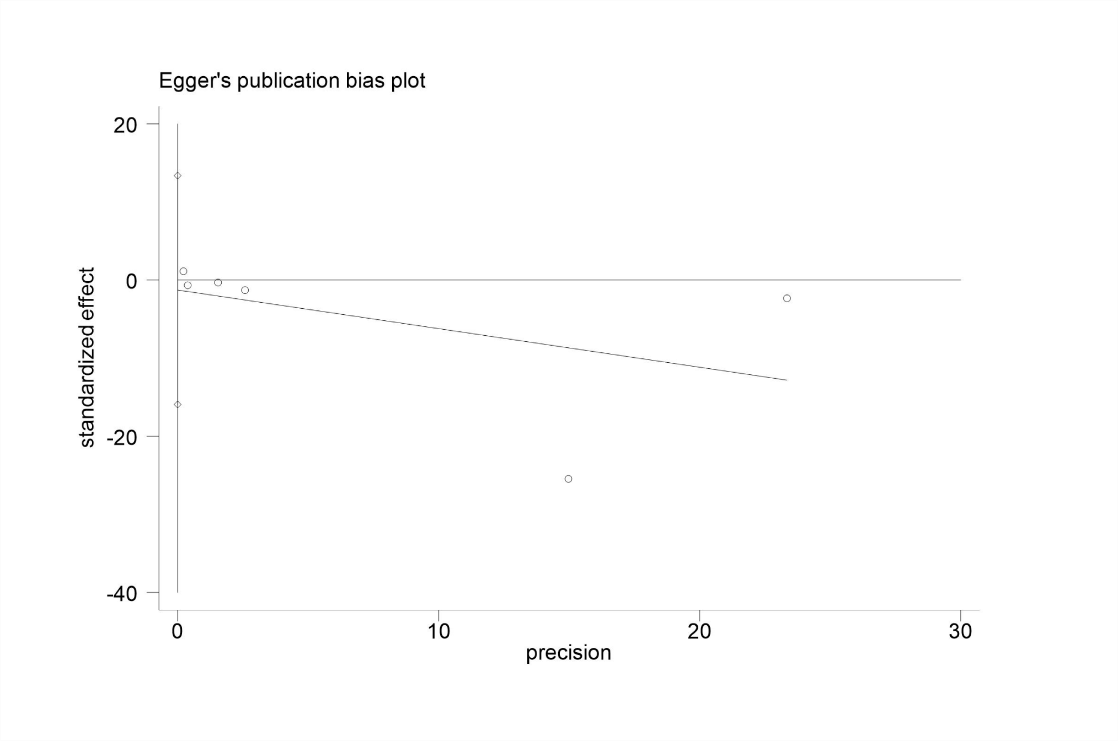 Egger's publication bias plot
standardized effect
20
0
-20
-40
0 10 20 30
precision